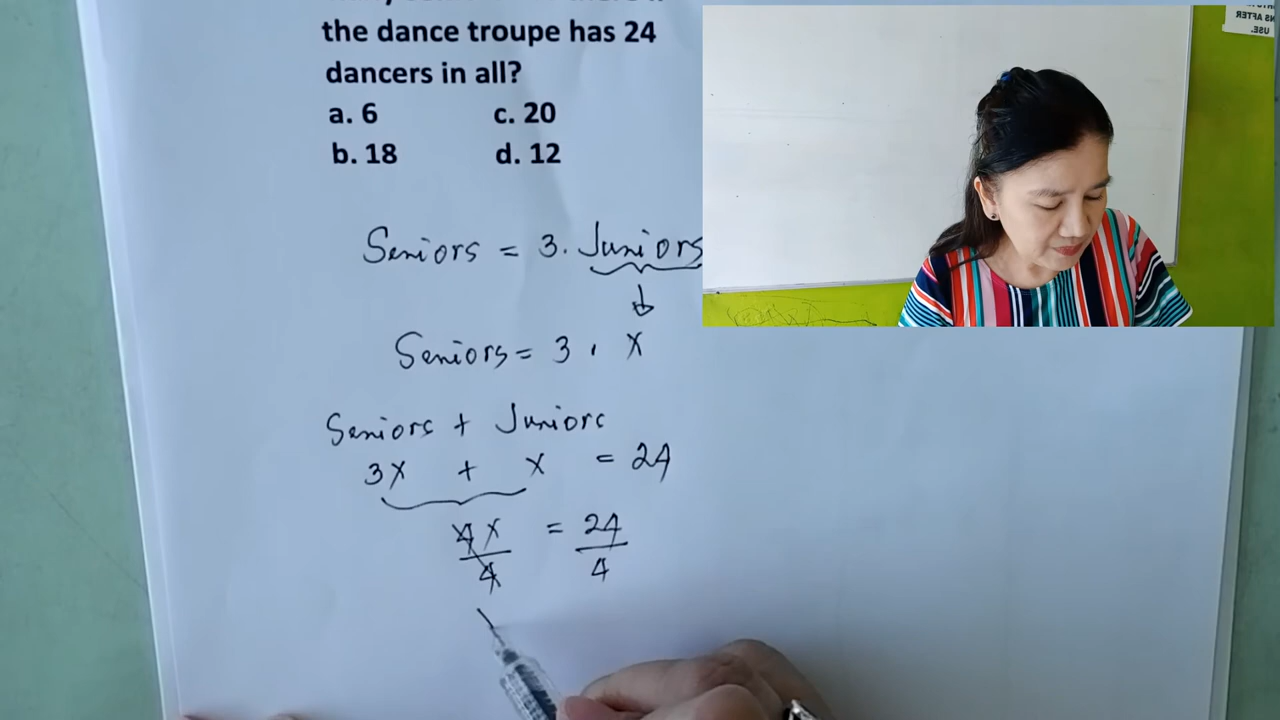 the dance troupe has 24
dancers in all?
a. 6 c. 20
b. 18 d. 12
Seniors = 3. Juniors
Seniors = 3 . x
Seniors + Juniors
3x + x = 24
4x = 24
4 4